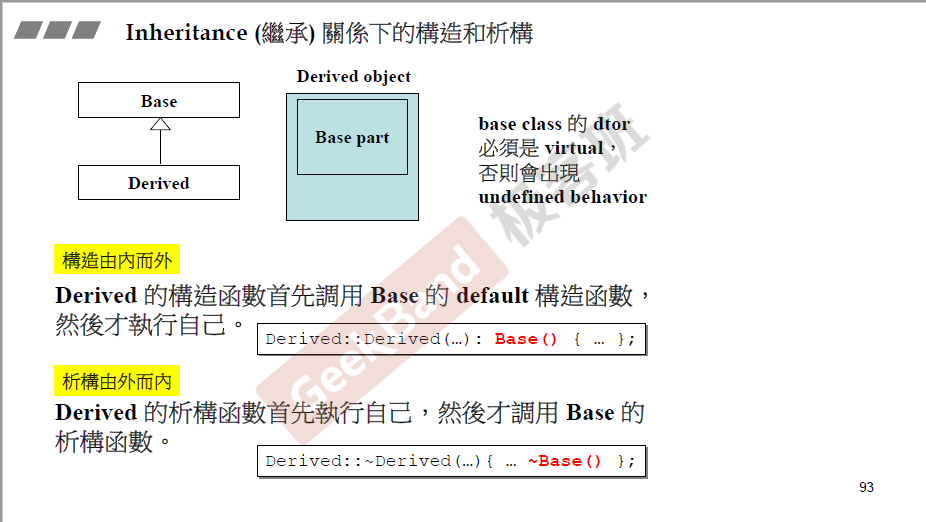 Inheritance (繼承) 關係下的構造和析構
Base
Derived
Derived object
Base part
base class 的 dtor
必須是 virtual，
否則會出現
undefined behavior
構造由內而外
Derived 的構造函數首先調用 Base 的 default 構造函數，
然後才執行自己。
Derived::Derived(…): Base() { … };
析構由外而內
Derived 的析構函數首先執行自己，然後才調用 Base 的
析構函數。
Derived::~Derived(…){ … ~Base() };
GeekBand 极客班
93